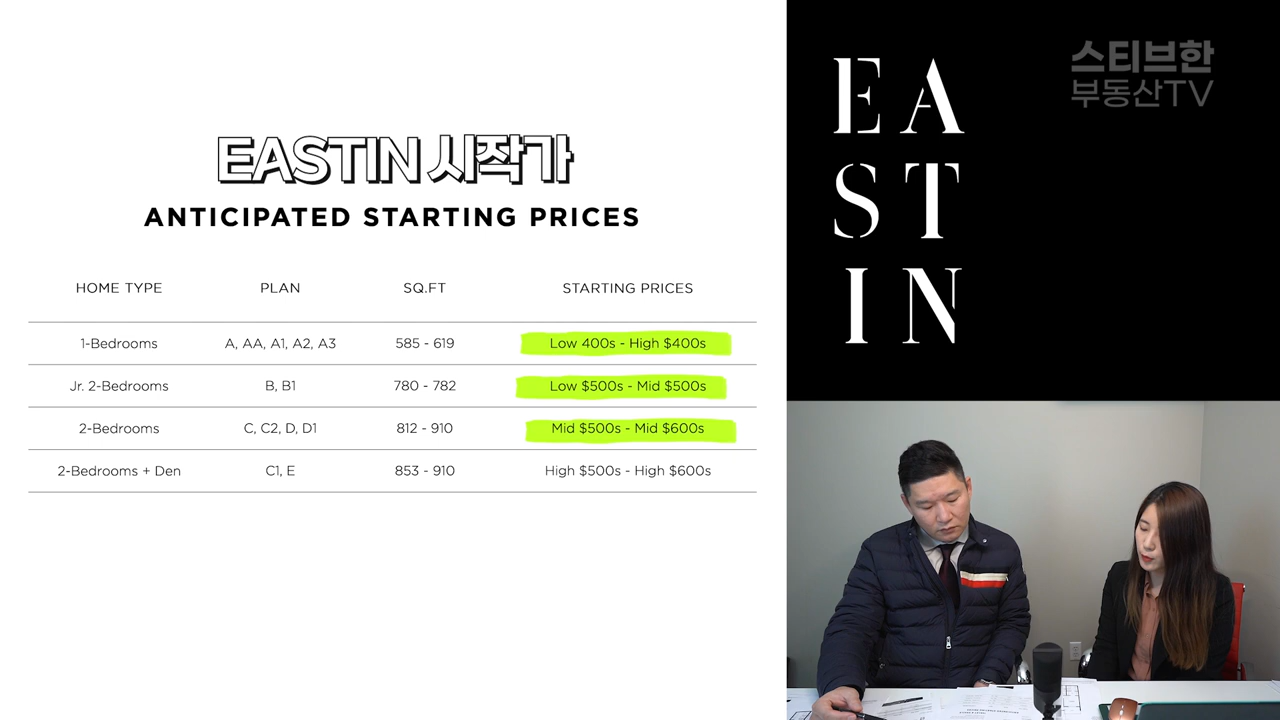 EASTIN 시작가
ANTICIPATED STARTING PRICES
HOME TYPE PLAN SQ.FT STARTING PRICES
1-Bedrooms A, AA, A1, A2, A3 585 - 619 Low 400s - High $400s
Jr. 2-Bedrooms B, B1 780 - 782 Low $500s - Mid $500s
2-Bedrooms C, C2, D, D1 812 - 910 Mid $500s - Mid $600s
2-Bedrooms + Den C1, E 853 - 910 High $500s - High $600s
EA
ST
IN
스티브한
부동산TV